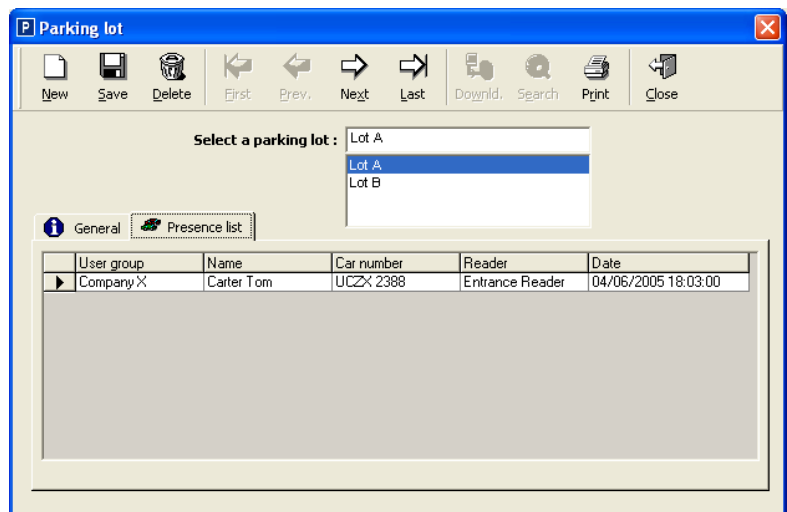 P Parking lot
New Save Delete First Prev. Next Last Downld. Search Print Close
Select a parking lot : Lot A
Lot A
Lot B
General Presence list
User group Name Car number Reader Date
Company X Carter Tom UCZX 2388 Entrance Reader 04/06/2005 18:03:00